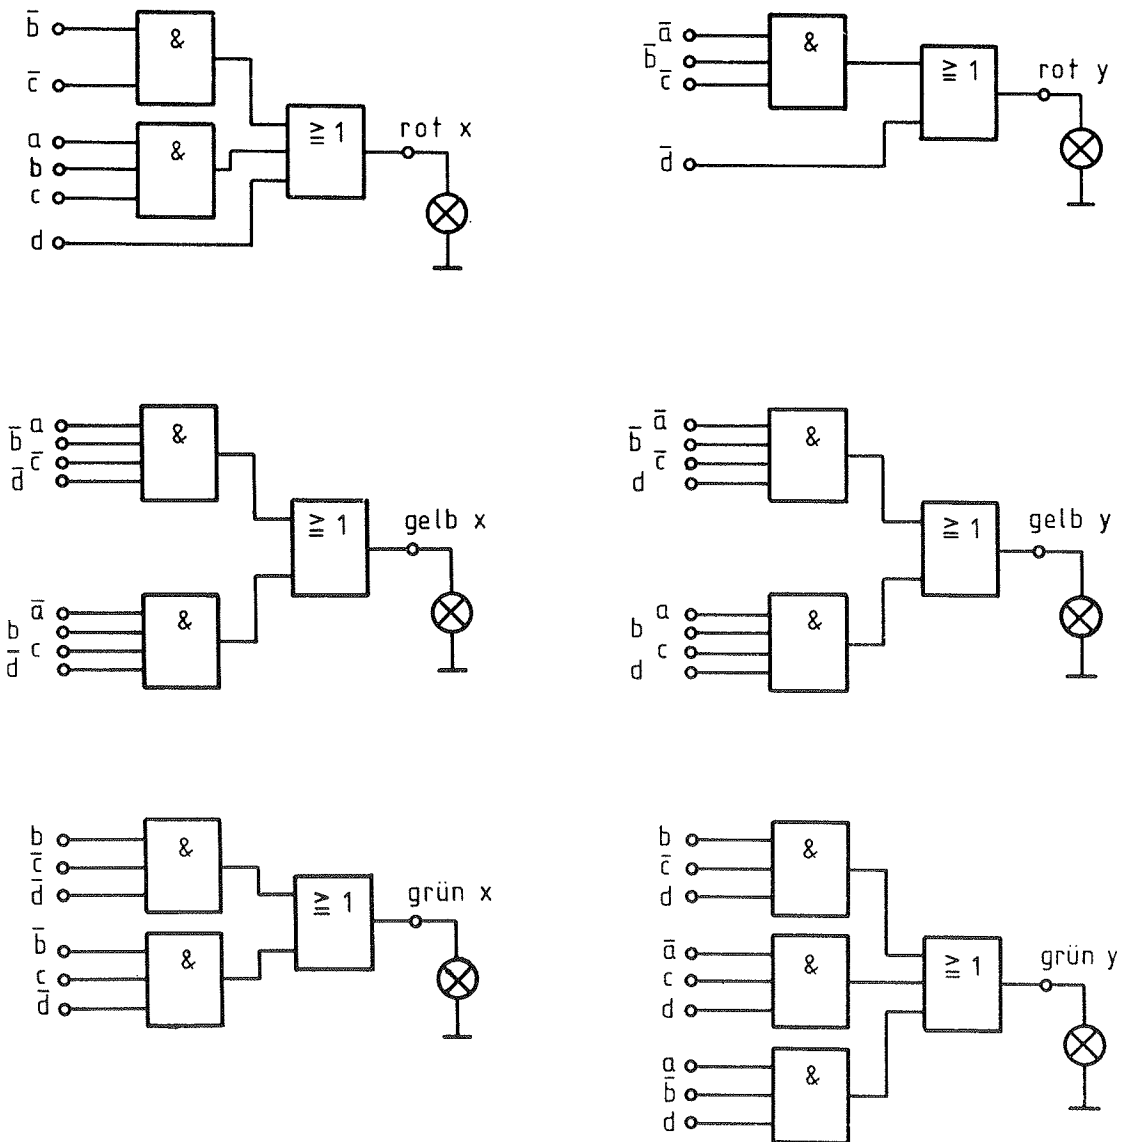 b̄
&
c̄
a
b
&
c
d
≧ 1
rot x
ā
b̄
&
c̄
d̄
≧ 1
rot y
a
b̄
&
c̄
d̄
ā
b
&
c
d̄
≧ 1
gelb x
ā
b̄
&
c̄
d
a
b
&
c
d
≧ 1
gelb y
b
&
c̄
d̄
b̄
&
c
d̄
≧ 1
grün x
b
&
c̄
d
ā
&
c
d
a
&
b̄
d
≧ 1
grün y